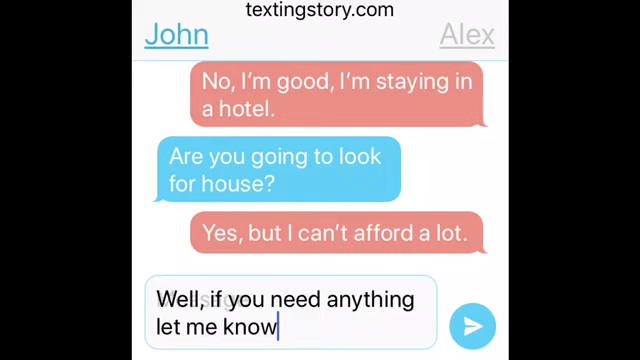 textingstory.com
John
Alex
No, I'm good, I'm staying in
a hotel.
Are you going to look
for house?
Yes, but I can't afford a lot.
Well, if you need anything
let me know